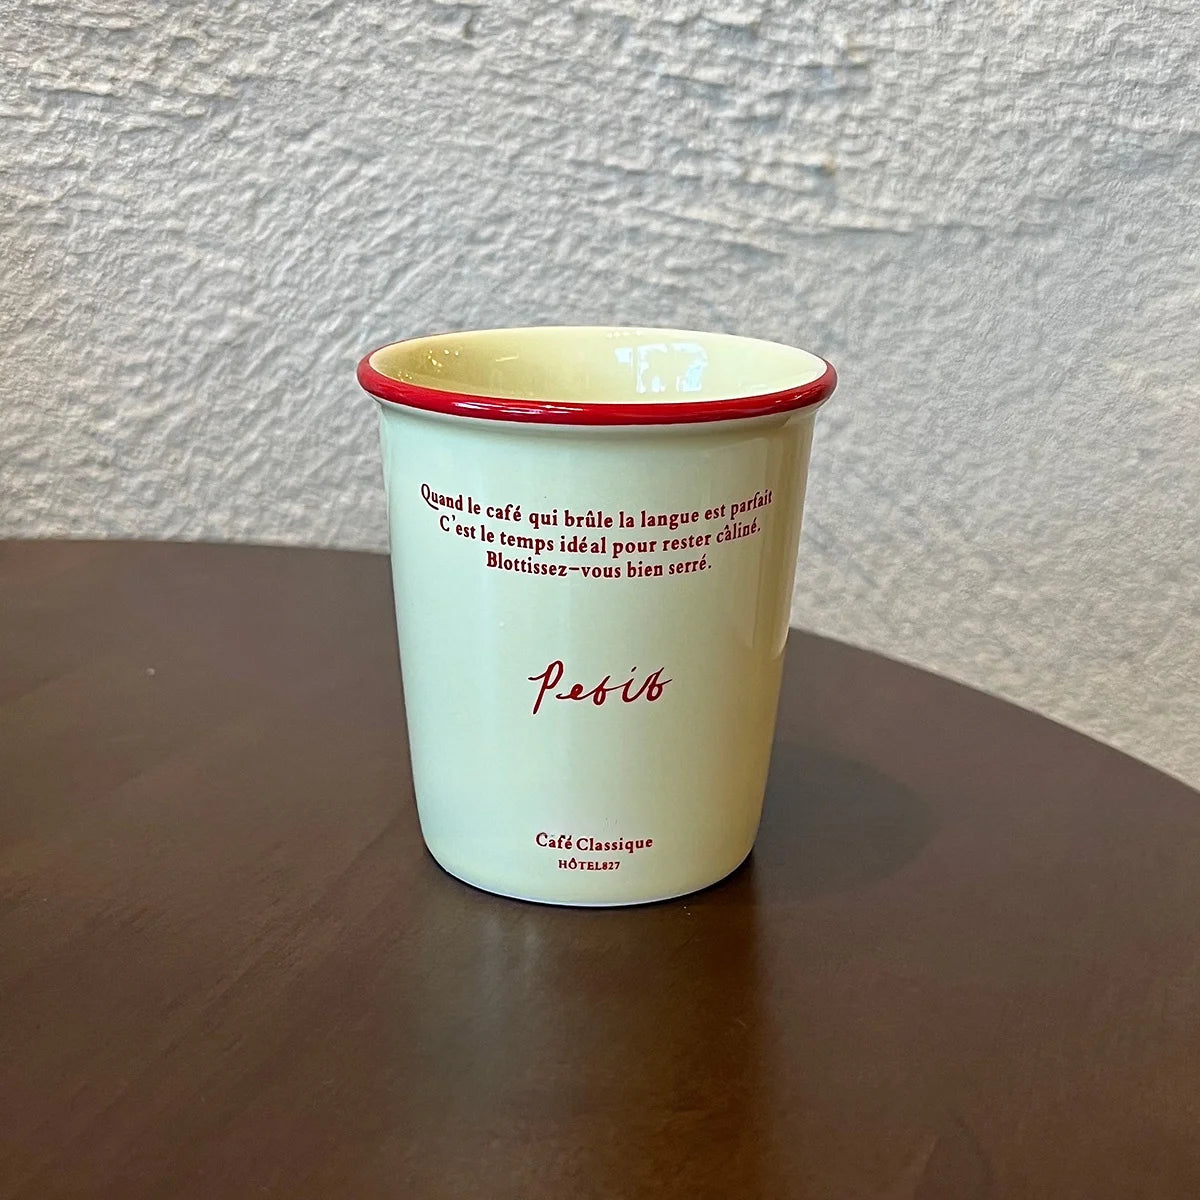 Quand le café qui brûle la langue est parfait
C'est le temps idéal pour rester câliné.
Blottissez-vous bien serré.
Petit
Café Classique
HÔTEL827